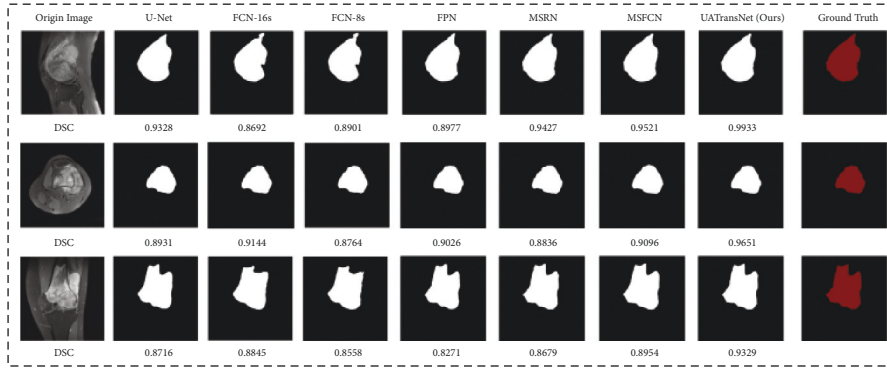 Origin Image U-Net FCN-16s FCN-8s FPN MSRN MSFCN UATransNet (Ours) Ground Truth
DSC 0.9328 0.8692 0.8901 0.8977 0.9427 0.9521 0.9933
DSC 0.8931 0.9144 0.8764 0.9026 0.8836 0.9096 0.9651
DSC 0.8716 0.8845 0.8558 0.8271 0.8679 0.8954 0.9329